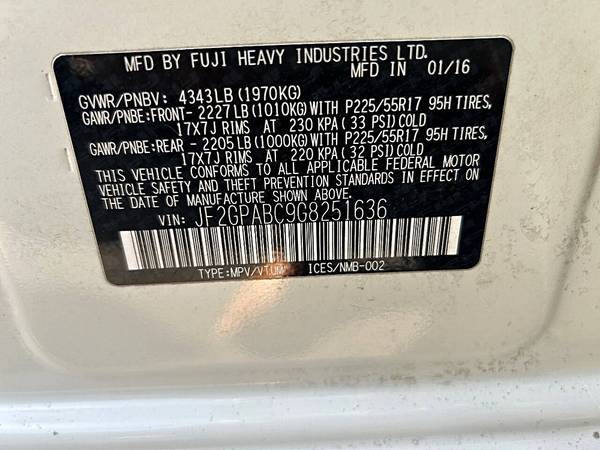 MFD BY FUJI HEAVY INDUSTRIES LTD.
MFD IN 01/16
GVWR/PNBV: 4343LB(1970KG)
GAWR/PNBE:FRONT- 2227LB(1010KG)WITH P225/55R17 95H TIRES,
17X7J RIMS AT 230 KPA(33 PSI)COLD
GAWR/PNBE:REAR - 2205LB(1000KG)WITH P225/55R17 95H TIRES,
17X7J RIMS AT 220 KPA(32 PSI)COLD
THIS VEHICLE CONFORMS TO ALL APPLICABLE FEDERAL MOTOR
VEHICLE SAFETY AND THEFT PREVENTION STANDARDS IN EFFECT ON
THE DATE OF MANUFACTURE SHOWN ABOVE.
VIN: JF2GPABC9G8251636
TYPE:MPV/VTUM ICES/NMB-002